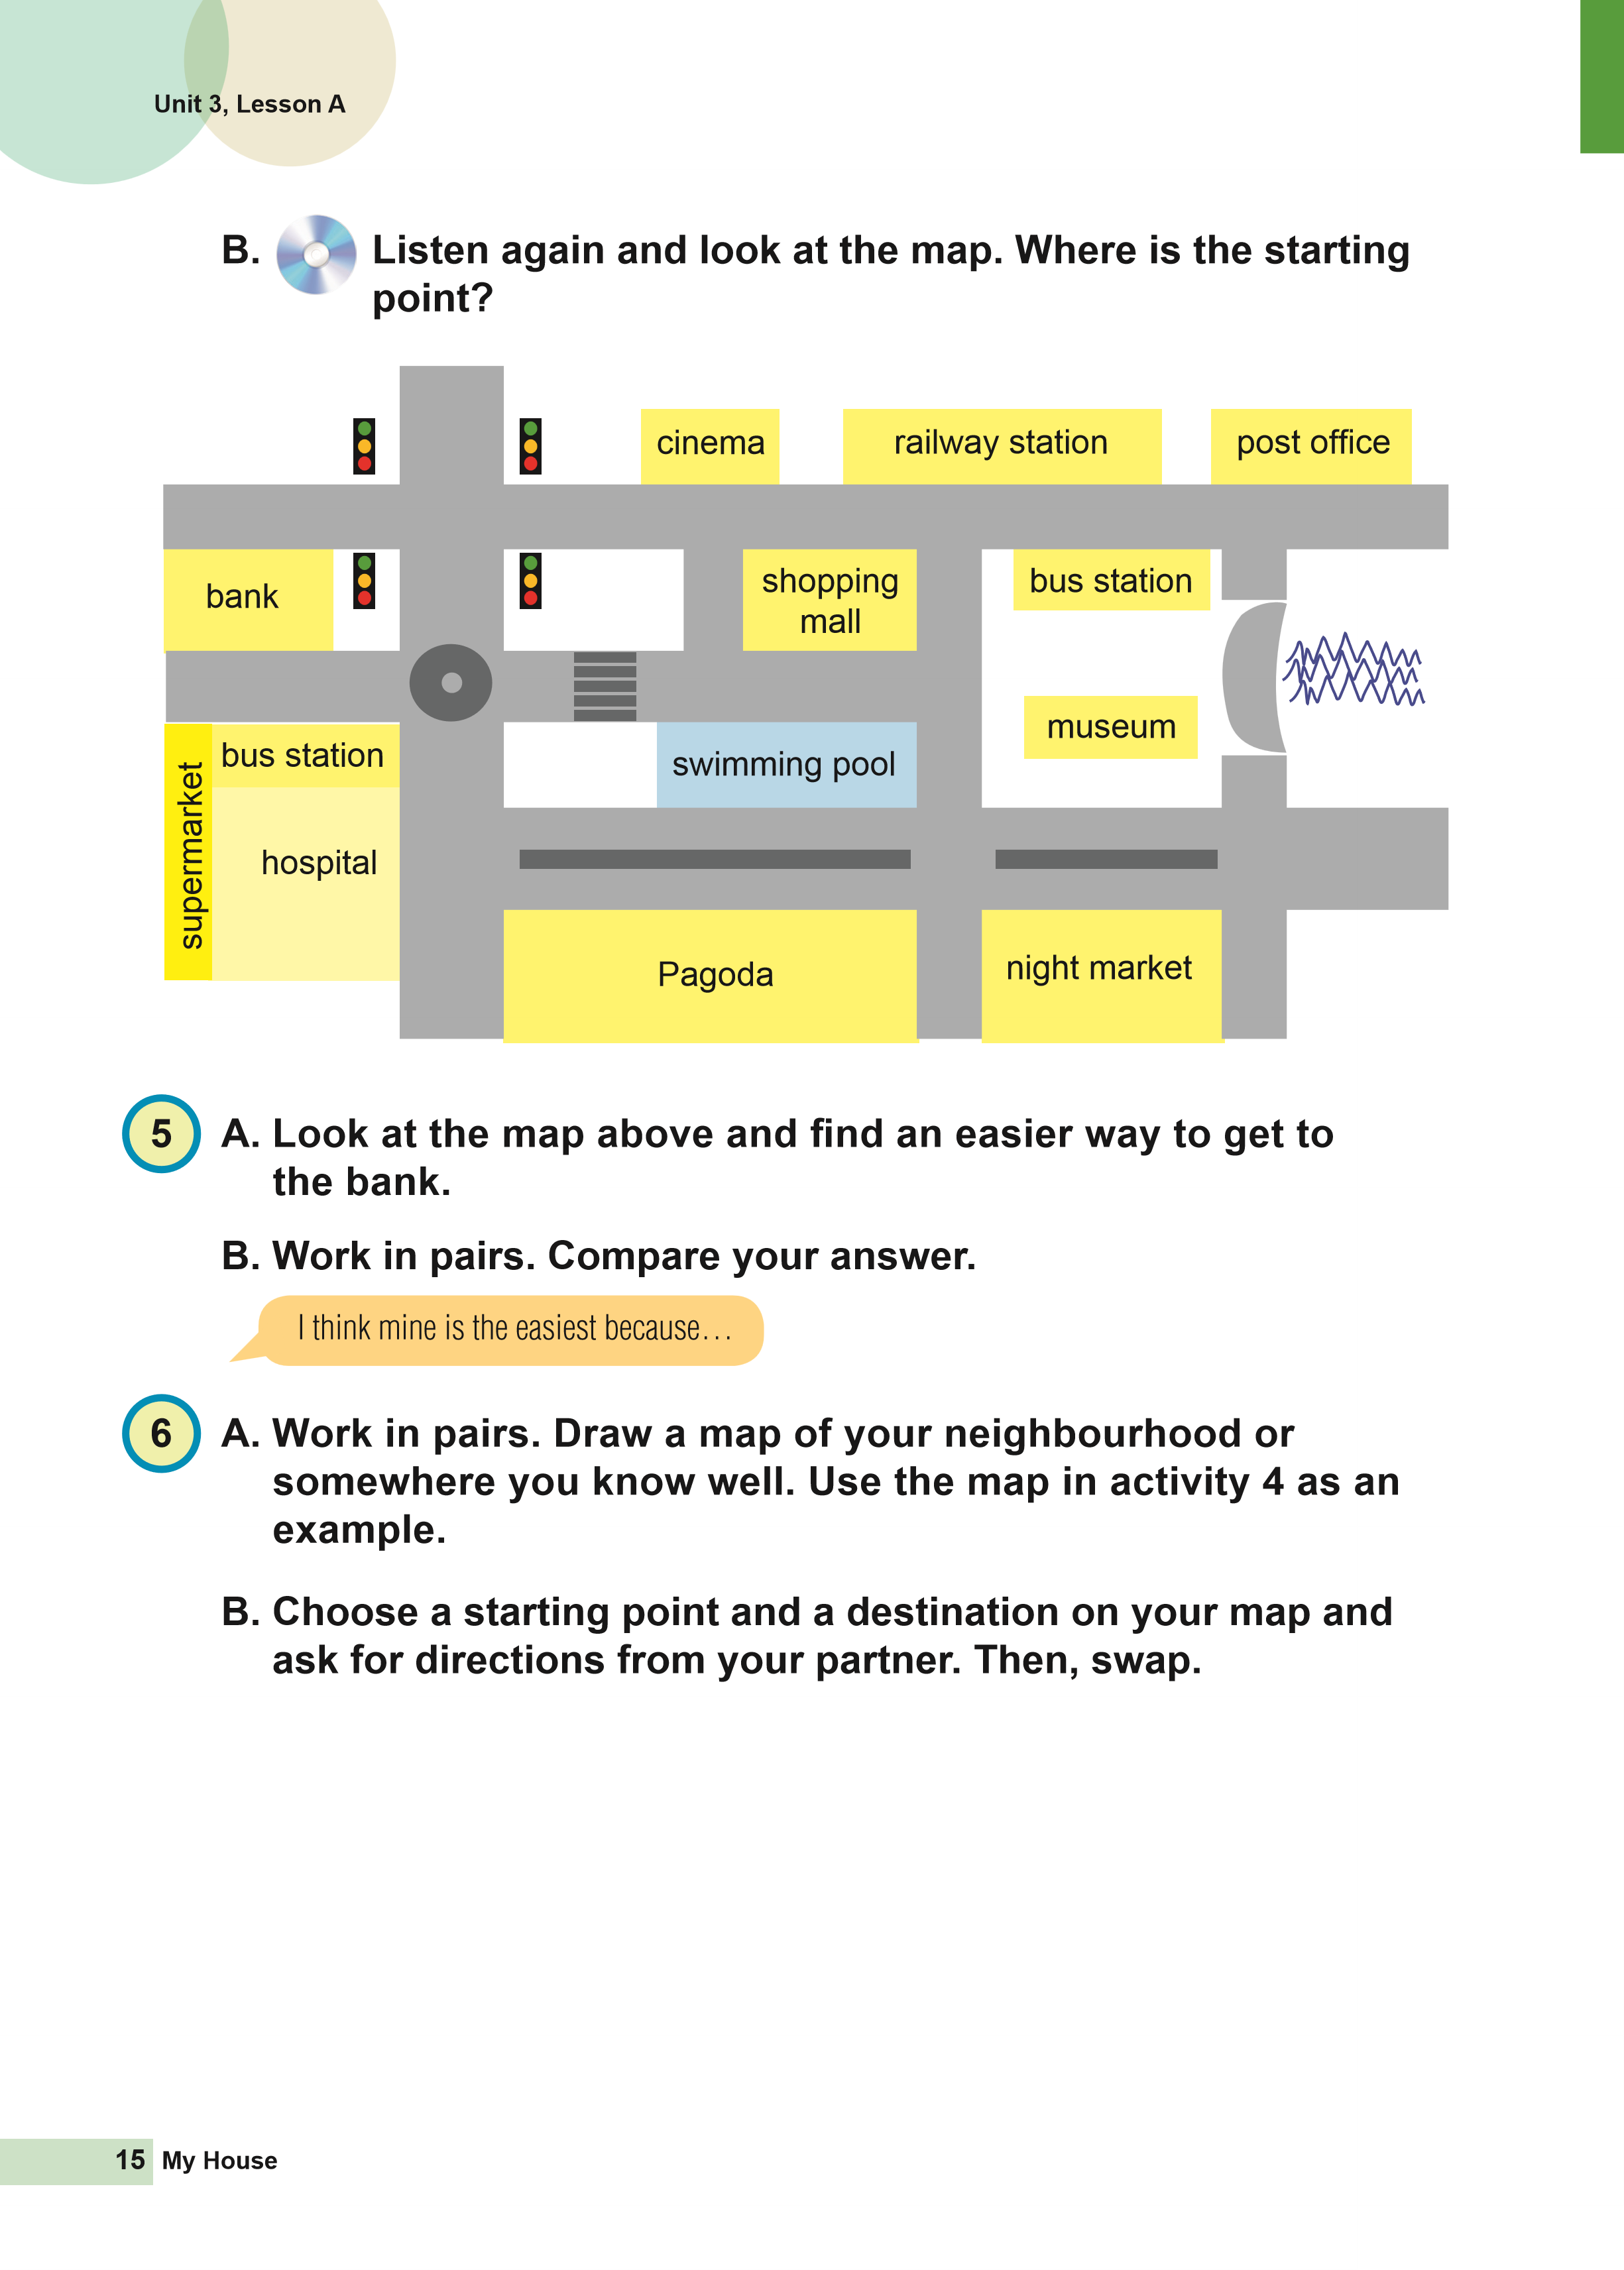 Unit 3, Lesson A
B. Listen again and look at the map. Where is the starting
point?
cinema
railway station
post office
bank
shopping
mall
bus station
museum
bus station
swimming pool
supermarket
hospital
Pagoda
night market
5 A. Look at the map above and find an easier way to get to
the bank.
B. Work in pairs. Compare your answer.
I think mine is the easiest because…
6 A. Work in pairs. Draw a map of your neighbourhood or
somewhere you know well. Use the map in activity 4 as an
example.
B. Choose a starting point and a destination on your map and
ask for directions from your partner. Then, swap.
15 My House